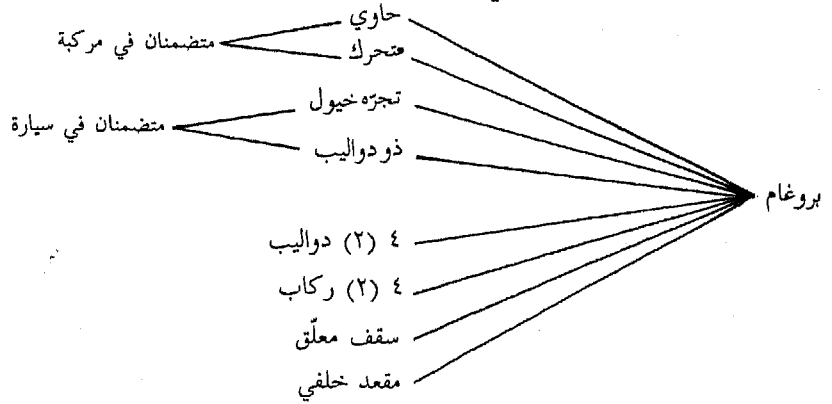 حاوي
متحرك
متضمنان في مركبة
تجرّه خيول
ذو دواليب
متضمنان في سيارة
بروغام
٤ (٢) دواليب
٤ (٢) ركاب
سقف معلّق
مقعد خلفي